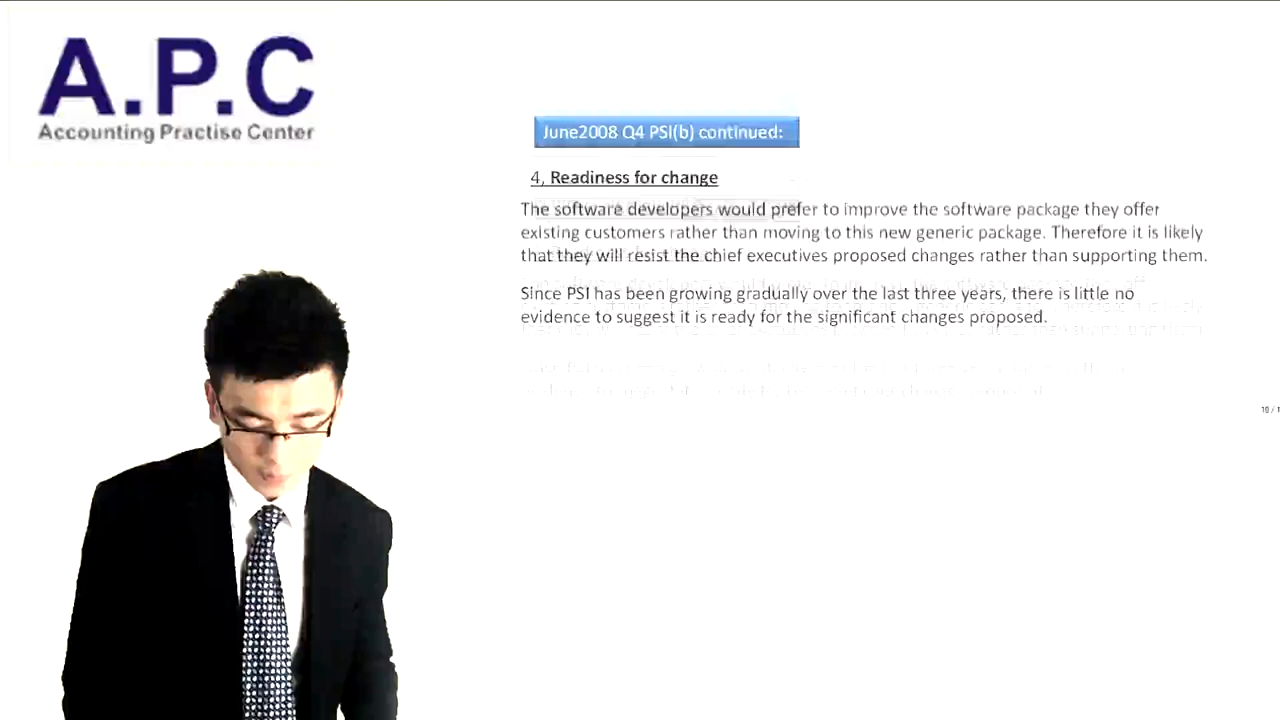 A.P.C
Accounting Practise Center
June2008 Q4 PSI(b) continued:
4, Readiness for change
The software developers would prefer to improve the software package they offer
existing customers rather than moving to this new generic package. Therefore it is likely
that they will resist the chief executives proposed changes rather than supporting them.
Since PSI has been growing gradually over the last three years, there is little no
evidence to suggest it is ready for the significant changes proposed.
10 / 1